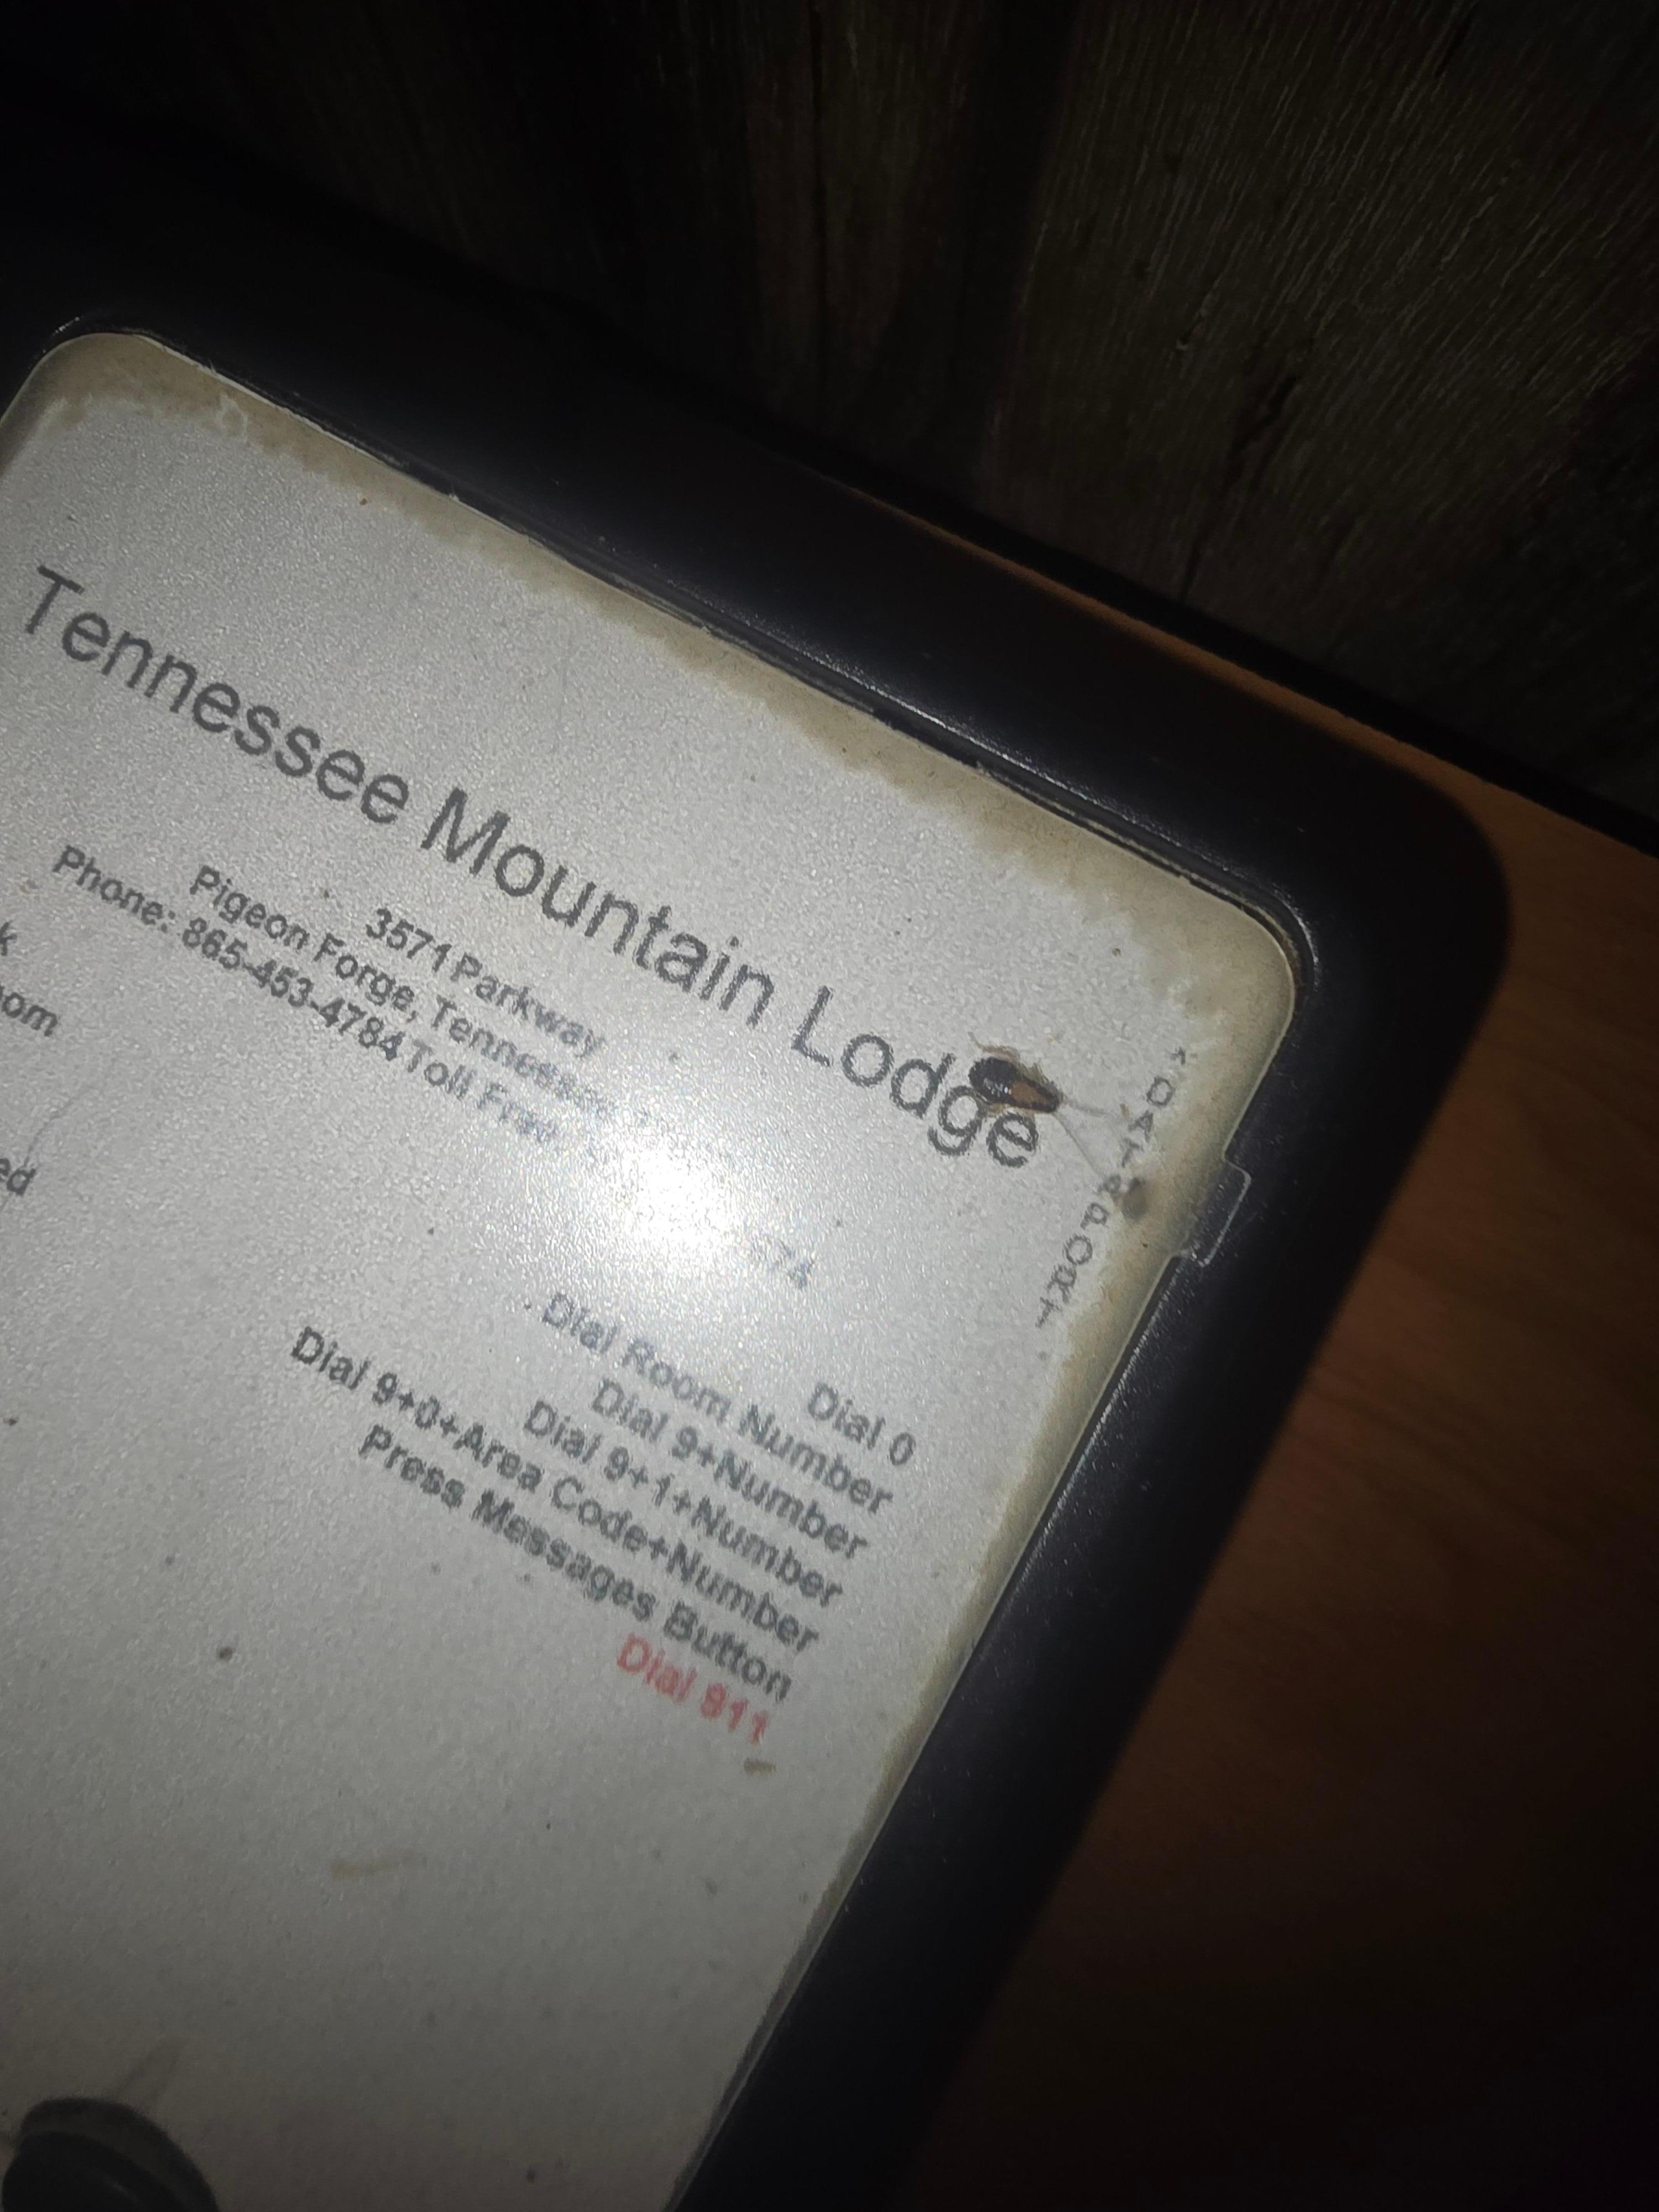 Tennessee Mountain Lodge
3571 Parkway
Pigeon Forge, Tennessee
Phone: 865-453-4784 Toll Free
DATAPORT
Dial 0
Dial Room Number
Dial 9+Number
Dial 9+1+Number
Dial 9+0+Area Code+Number
Press Messages Button
Dial 911